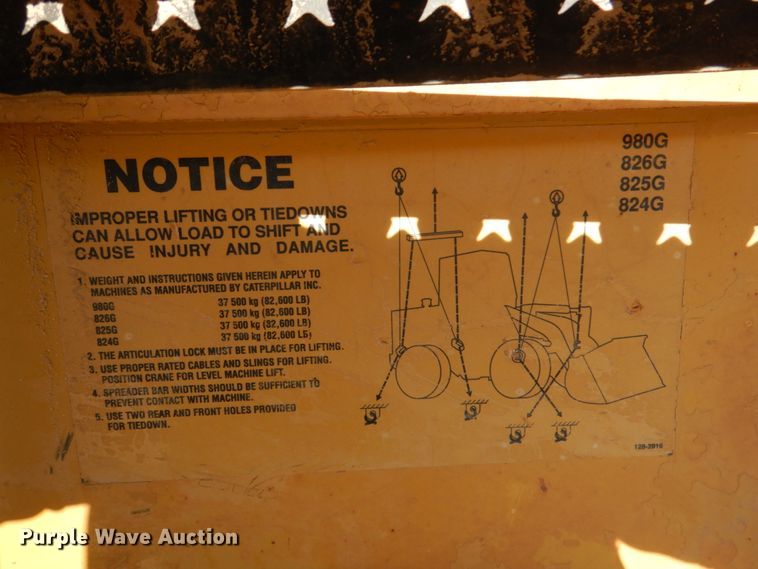 NOTICE
980G
826G
825G
824G
IMPROPER LIFTING OR TIEDOWNS
CAN ALLOW LOAD TO SHIFT AND
CAUSE INJURY AND DAMAGE.
1. WEIGHT AND INSTRUCTIONS GIVEN HEREIN APPLY TO
MACHINES AS MANUFACTURED BY CATERPILLAR INC.
980G 37 500 kg (82,600 LB)
826G 37 500 kg (82,600 LB)
825G 37 500 kg (82,600 LB)
824G 37 500 kg (82,600 LB)
2. THE ARTICULATION LOCK MUST BE IN PLACE FOR LIFTING.
3. USE PROPER RATED CABLES AND SLINGS FOR LIFTING.
POSITION CRANE FOR LEVEL MACHINE LIFT.
4. SPREADER BAR WIDTHS SHOULD BE SUFFICIENT TO
PREVENT CONTACT WITH MACHINE.
5. USE TWO REAR AND FRONT HOLES PROVIDED
FOR TIEDOWN.
Purple Wave Auction